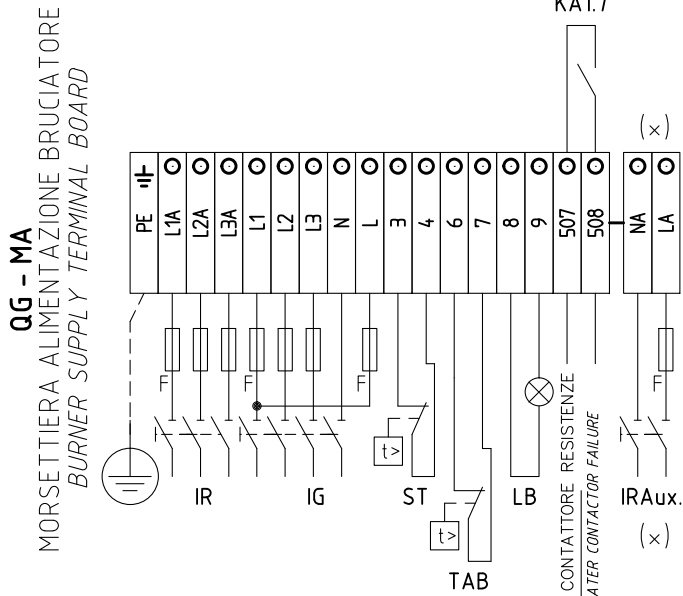 KA1.7
QG - MA
MORSETTIERA ALIMENTAZIONE BRUCIATORE
BURNER SUPPLY TERMINAL BOARD
(x)
PE L1A L2A L3A L1 L2 L3 N L 3 4 6 7 8 9 507 508 - NA LA
F F F F
t>
t>
IR IG ST LB IRAux.
TAB
(x)
CONTATTORE RESISTENZE
CONTACTOR FAILURE